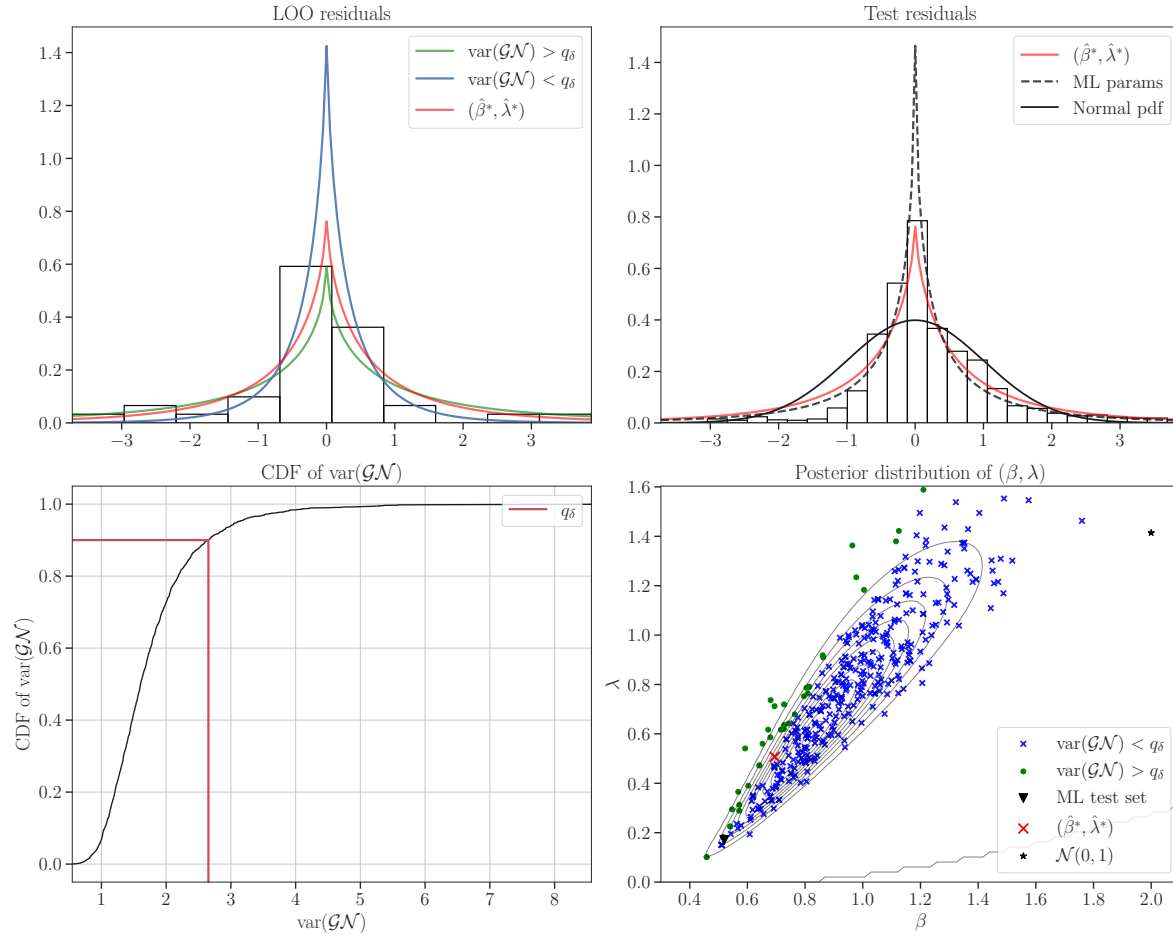 LOO residuals
var(𝒢𝒩) > q_δ
var(𝒢𝒩) < q_δ
(β̂*, λ̂*)
0.0
0.2
0.4
0.6
0.8
1.0
1.2
1.4
−3 −2 −1 0 1 2 3
Test residuals
(β̂*, λ̂*)
ML params
Normal pdf
0.0
0.2
0.4
0.6
0.8
1.0
1.2
1.4
−3 −2 −1 0 1 2 3
CDF of var(𝒢𝒩)
q_δ
CDF of var(𝒢𝒩)
0.0
0.2
0.4
0.6
0.8
1.0
1 2 3 4 5 6 7 8
var(𝒢𝒩)
Posterior distribution of (β, λ)
λ
0.0
0.2
0.4
0.6
0.8
1.0
1.2
1.4
1.6
var(𝒢𝒩) < q_δ
var(𝒢𝒩) > q_δ
ML test set
(β̂*, λ̂*)
𝒩(0, 1)
0.4 0.6 0.8 1.0 1.2 1.4 1.6 1.8 2.0
β